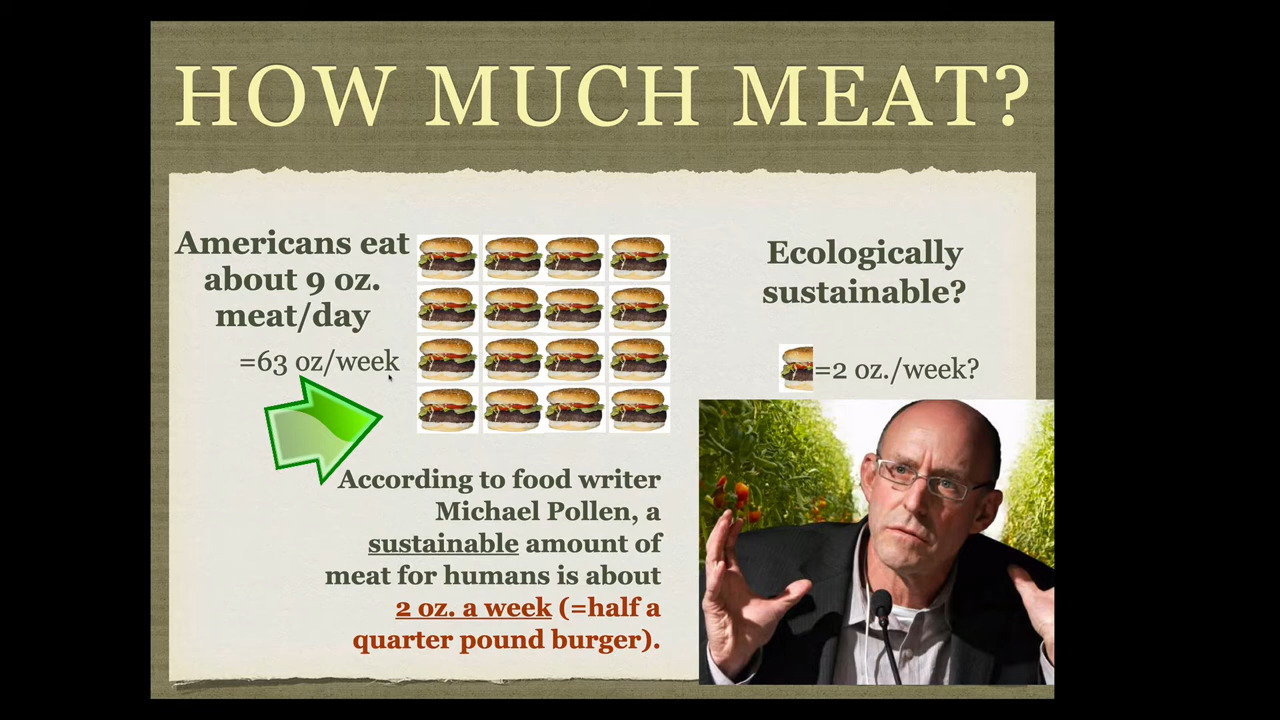 HOW MUCH MEAT?
Americans eat
about 9 oz.
meat/day
=63 oz/week
Ecologically
sustainable?
=2 oz./week?
According to food writer
Michael Pollen, a
sustainable amount of
meat for humans is about
2 oz. a week (=half a
quarter pound burger).